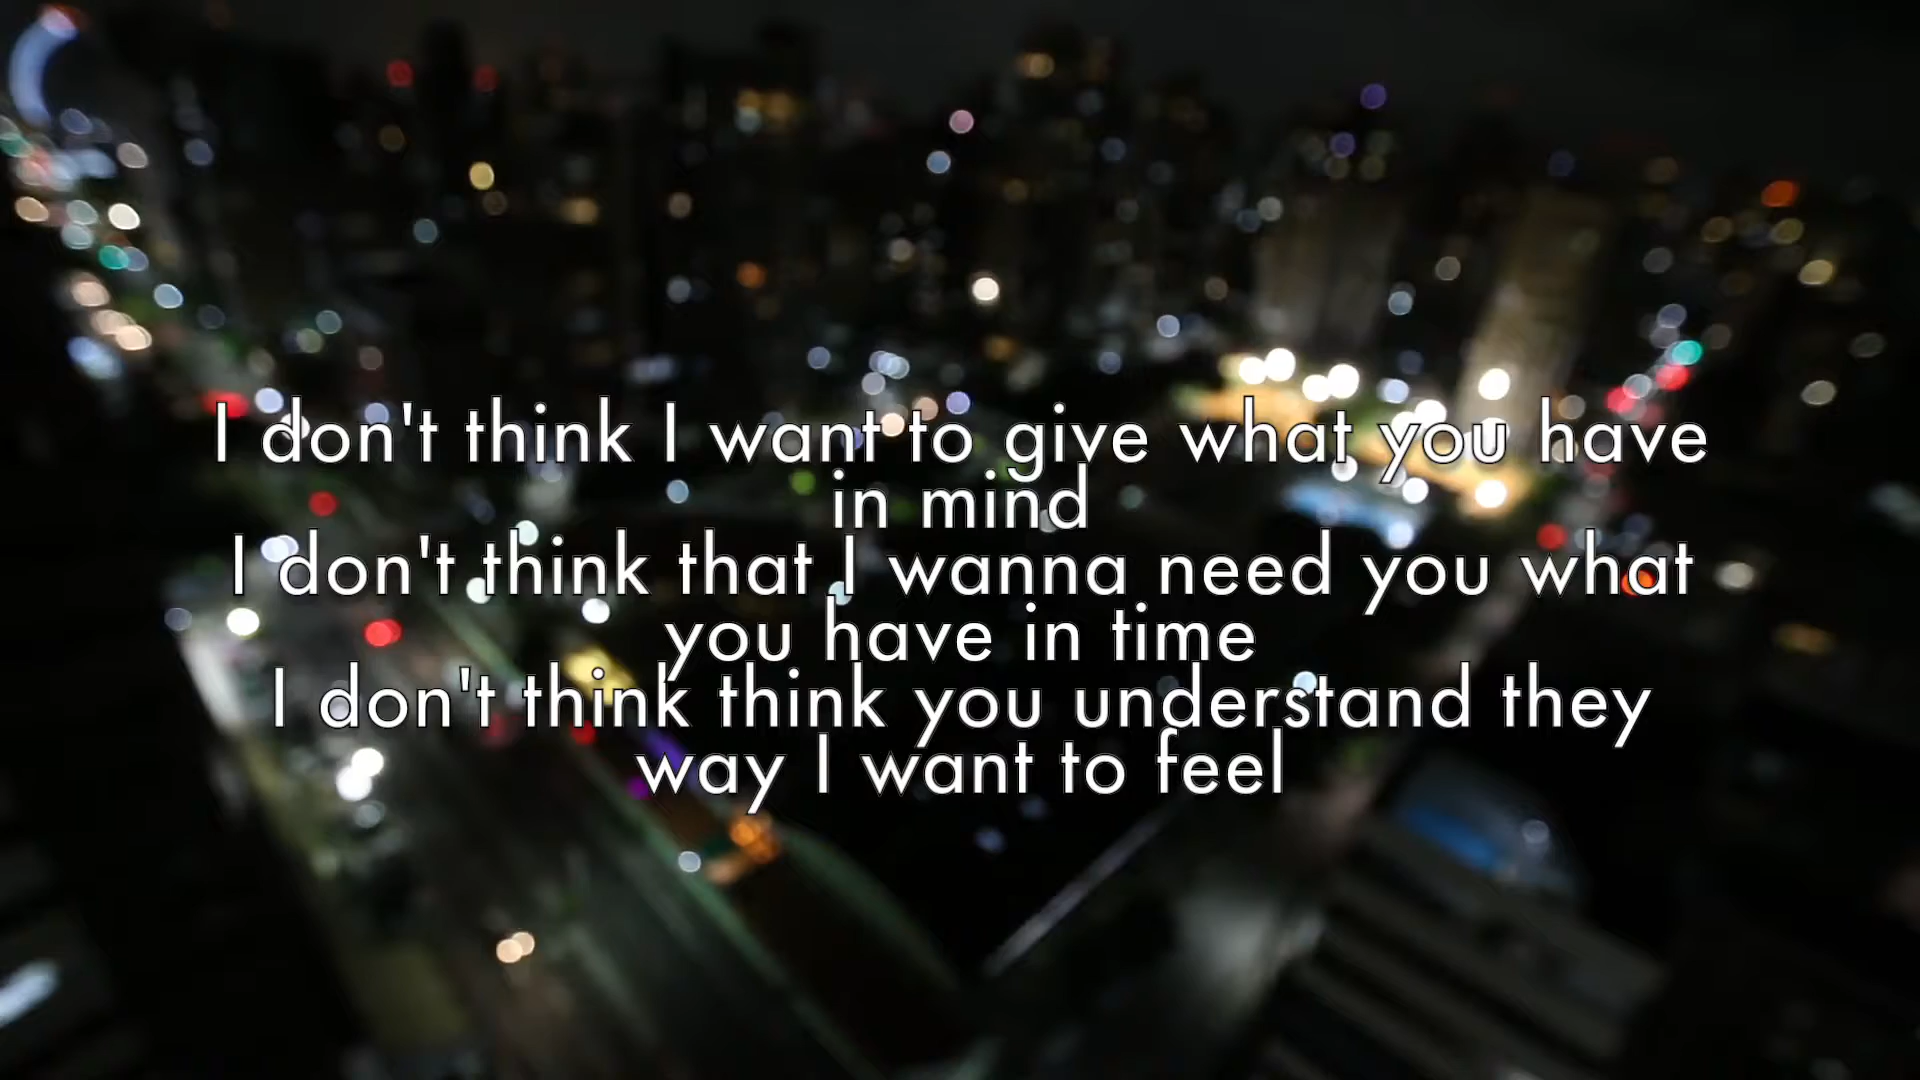 I don't think I want to give what you have
in mind
I don't think that I wanna need you what
you have in time
I don't think think you understand they
way I want to feel